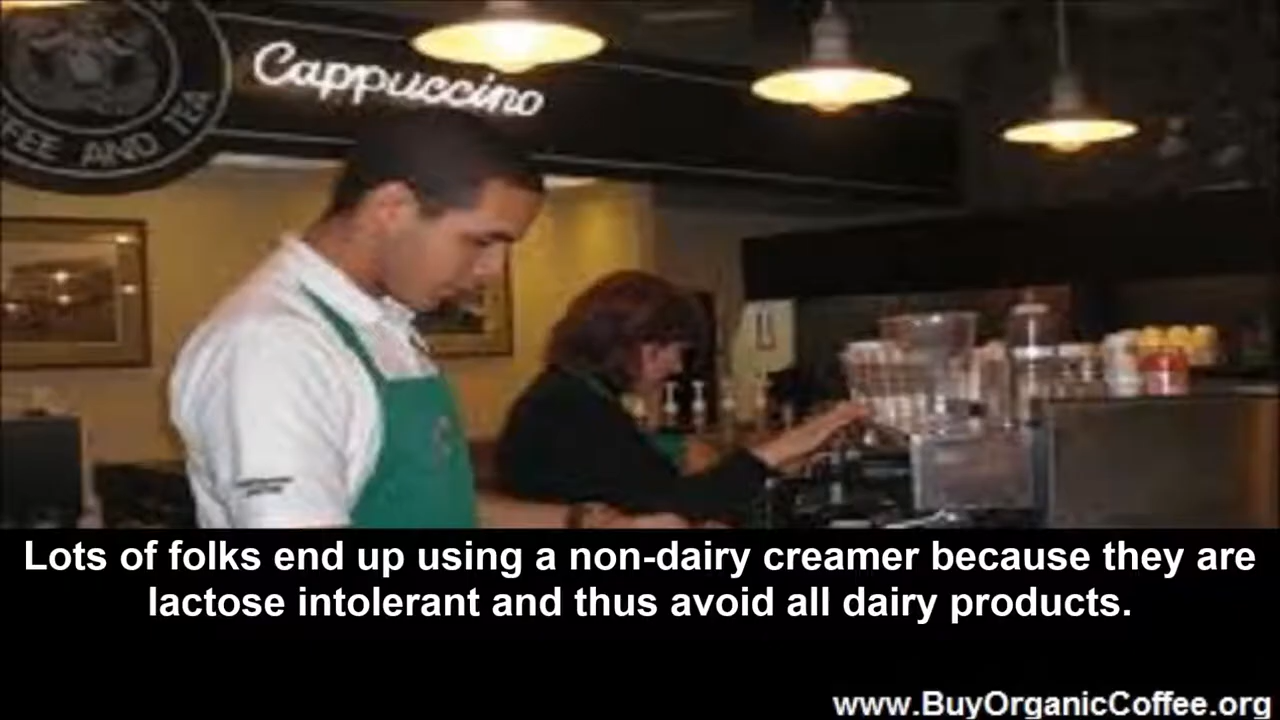 Cappuccino
FEE AND TEA
Lots of folks end up using a non-dairy creamer because they are
lactose intolerant and thus avoid all dairy products.
www.BuyOrganicCoffee.org